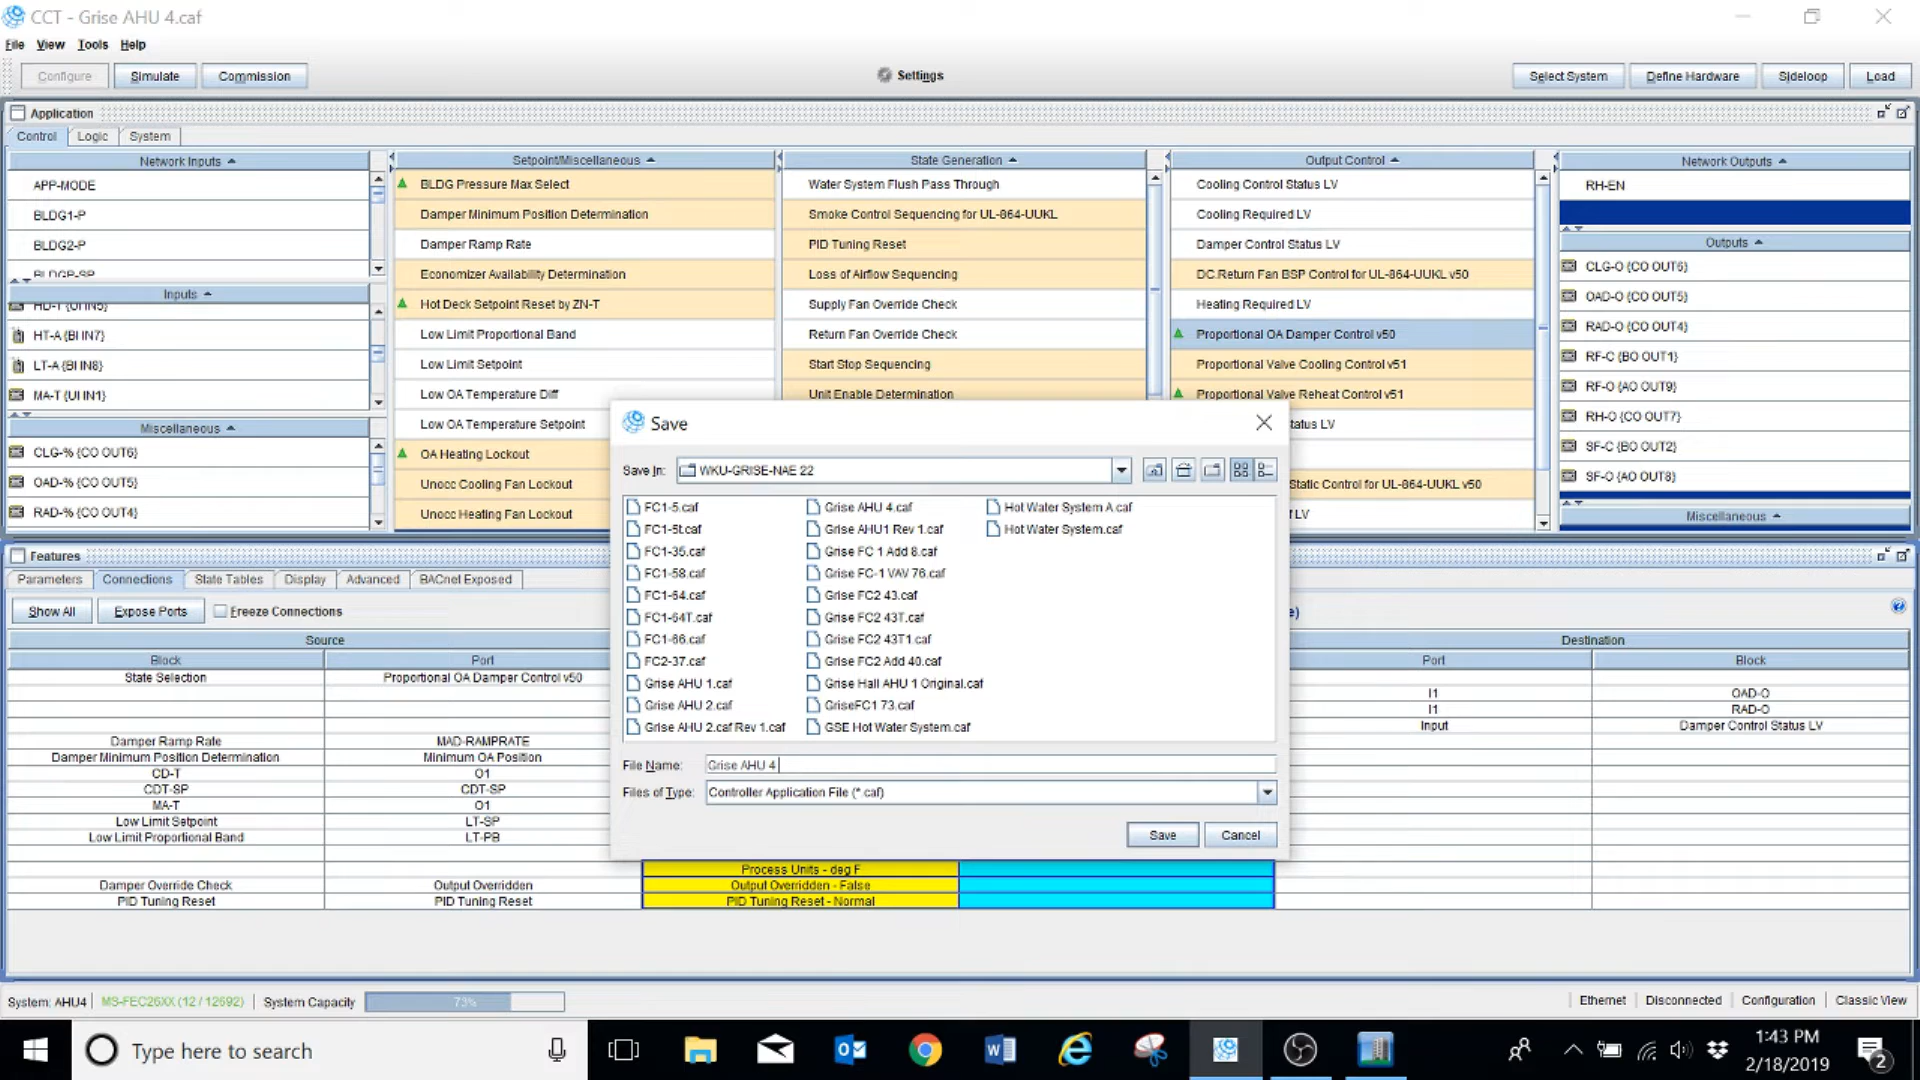 CCT - Grise AHU 4.caf
File View Tools Help
Configure Simulate Commission Settings Select System Define Hardware Sideloop Load
Application
Control Logic System
Network Inputs
APP-MODE
BLDG1-P
BLDG2-P
BLDGP-SP
Inputs
HD-T {UI IN5}
HT-A {BI IN7}
LT-A {BI IN8}
MA-T {UI IN1}
Miscellaneous
CLG-% {CO OUT6}
OAD-% {CO OUT5}
RAD-% {CO OUT4}
Setpoint/Miscellaneous
BLDG Pressure Max Select
Damper Minimum Position Determination
Damper Ramp Rate
Economizer Availability Determination
Hot Deck Setpoint Reset by ZN-T
Low Limit Proportional Band
Low Limit Setpoint
Low OA Temperature Diff
Low OA Temperature Setpoint
OA Heating Lockout
Unocc Cooling Fan Lockout
Unocc Heating Fan Lockout
State Generation
Water System Flush Pass Through
Smoke Control Sequencing for UL-864-UUKL
PID Tuning Reset
Loss of Airflow Sequencing
Supply Fan Override Check
Return Fan Override Check
Start Stop Sequencing
Unit Enable Determination
Output Control
Cooling Control Status LV
Cooling Required LV
Damper Control Status LV
DC Return Fan BSP Control for UL-864-UUKL v50
Heating Required LV
Proportional OA Damper Control v50
Proportional Valve Cooling Control v51
Proportional Valve Reheat Control v51
tatus LV
Static Control for UL-864-UUKL v50
f LV
Network Outputs
RH-EN
Outputs
CLG-O {CO OUT6}
OAD-O {CO OUT5}
RAD-O {CO OUT4}
RF-C {BO OUT1}
RF-O {AO OUT9}
RH-O {CO OUT7}
SF-C {BO OUT2}
SF-O {AO OUT8}
Miscellaneous
Save
Save In: WKU-GRISE-NAE 22
FC1-5.caf
FC1-5t.caf
FC1-35.caf
FC1-58.caf
FC1-64.caf
FC1-64T.caf
FC1-66.caf
FC2-37.caf
Grise AHU 1.caf
Grise AHU 2.caf
Grise AHU 2.caf Rev 1.caf
Grise AHU 4.caf
Grise AHU1 Rev 1.caf
Grise FC 1 Add 8.caf
Grise FC-1 VAV 76.caf
Grise FC2 43.caf
Grise FC2 43T.caf
Grise FC2 43T1.caf
Grise FC2 Add 40.caf
Grise Hall AHU 1 Original.caf
GriseFC1 73.caf
GSE Hot Water System.caf
Hot Water System A.caf
Hot Water System.caf
File Name: Grise AHU 4
Files of Type: Controller Application File (*.caf)
Save Cancel
Features
Parameters Connections State Tables Display Advanced BACnet Exposed
Show All Expose Ports Freeze Connections
e)
Source Destination
Block Port Port Block
State Selection Proportional OA Damper Control v50
I1 OAD-O
I1 RAD-O
Input Damper Control Status LV
Damper Ramp Rate MAD-RAMPRATE
Damper Minimum Position Determination Minimum OA Position
CD-T O1
CDT-SP CDT-SP
MA-T O1
Low Limit Setpoint LT-SP
Low Limit Proportional Band LT-PB
Process Units - deg F
Damper Override Check Output Overridden Output Overridden - False
PID Tuning Reset PID Tuning Reset PID Tuning Reset - Normal
System: AHU4 MS-FEC26XX (12 / 12692) System Capacity 73% Ethernet Disconnected Configuration Classic View
Type here to search
1:43 PM
2/18/2019
2